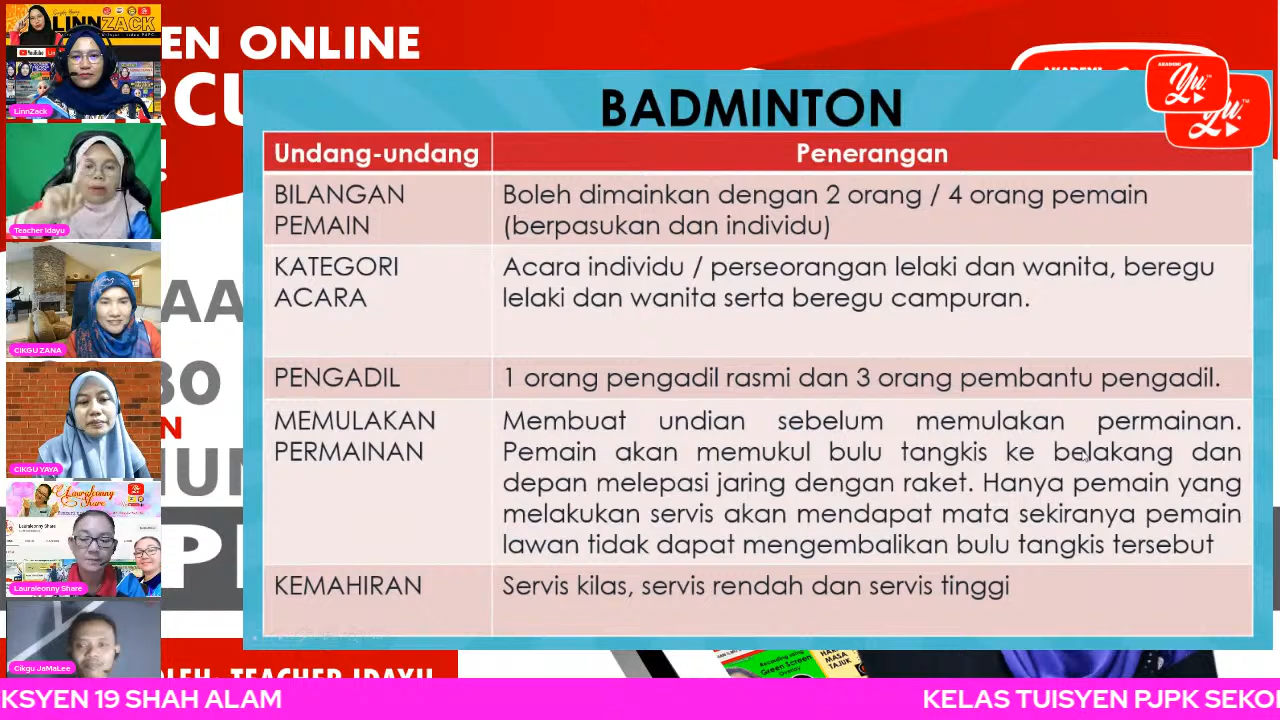 EN ONLINE
LINNZACK
LinnZack
Teacher Idayu
CIKGU ZANA
CIKGU YAYA
Lauraleonny Share
Lauraleonny Share
Cikgu JaMaLee
BADMINTON
Undang-undang
Penerangan
BILANGAN
PEMAIN
Boleh dimainkan dengan 2 orang / 4 orang pemain
(berpasukan dan individu)
KATEGORI
ACARA
Acara individu / perseorangan lelaki dan wanita, beregu
lelaki dan wanita serta beregu campuran.
PENGADIL
1 orang pengadil rasmi dan 3 orang pembantu pengadil.
MEMULAKAN
PERMAINAN
Membuat undian sebelum memulakan permainan.
Pemain akan memukul bulu tangkis ke belakang dan
depan melepasi jaring dengan raket. Hanya pemain yang
melakukan servis akan mendapat mata sekiranya pemain
lawan tidak dapat mengembalikan bulu tangkis tersebut
KEMAHIRAN
Servis kilas, servis rendah dan servis tinggi
KSYEN 19 SHAH ALAM
KELAS TUISYEN PJPK SEKO